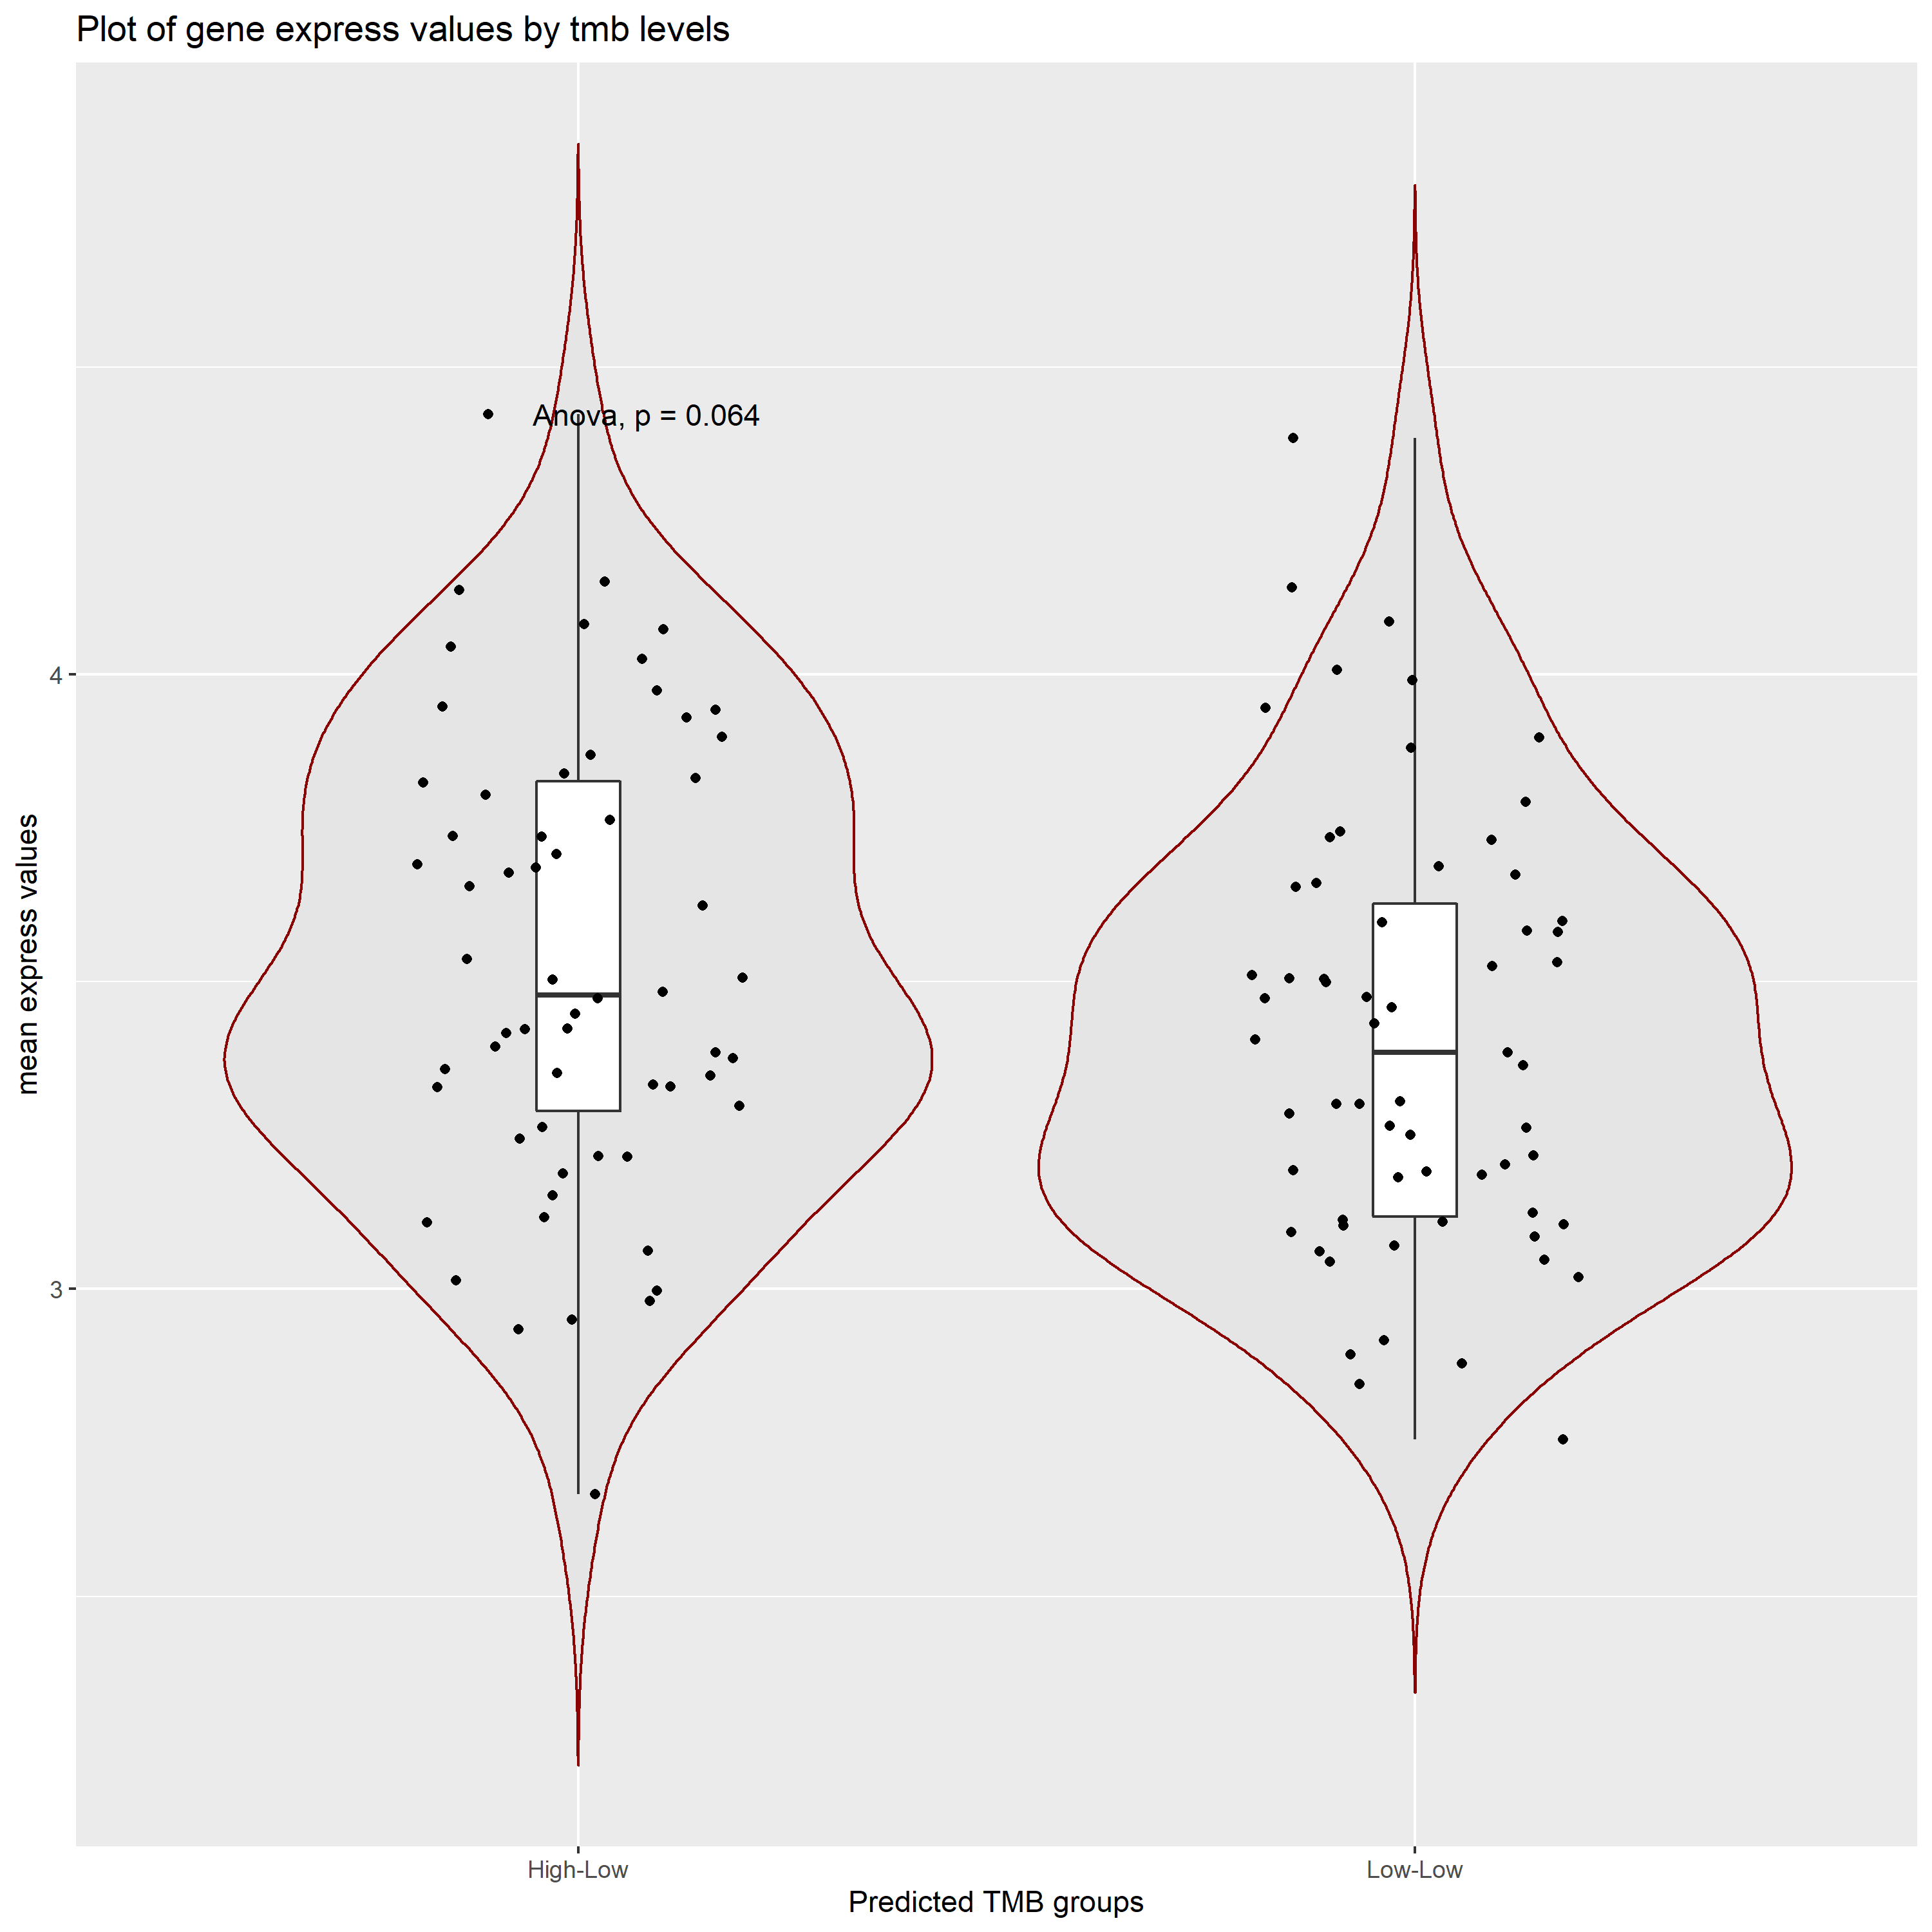 Plot of gene express values by tmb levels
Anova, p = 0.064
4
3
mean express values
High-Low
Low-Low
Predicted TMB groups